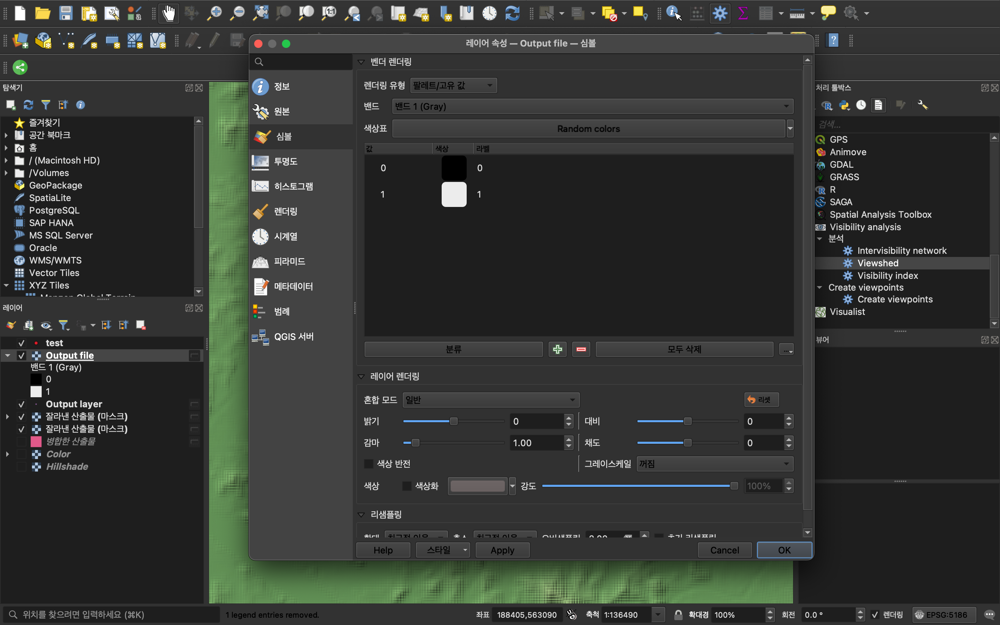 레이어 속성 — Output file — 심볼
탐색기
즐겨찾기
공간 북마크
홈
/ (Macintosh HD)
/Volumes
GeoPackage
SpatiaLite
PostgreSQL
SAP HANA
MS SQL Server
Oracle
WMS/WMTS
Vector Tiles
XYZ Tiles
레이어
test
Output file
밴드 1 (Gray)
0
1
Output layer
잘라낸 산출물 (마스크)
잘라낸 산출물 (마스크)
병합한 산출물
Color
Hillshade
정보
원본
심볼
투명도
히스토그램
렌더링
시계열
피라미드
메타데이터
범례
QGIS 서버
벤더 렌더링
렌더링 유형 팔레트/고유 값
밴드 밴드 1 (Gray)
색상표 Random colors
값 색상 라벨
0 0
1 1
분류 모두 삭제 ...
레이어 렌더링
혼합 모드 일반 리셋
밝기 0 대비 0
감마 1.00 채도 0
색상 반전 그레이스케일 꺼짐
색상 색상화 강도 100%
리샘플링
Help 스타일 Apply Cancel OK
처리 툴박스
검색...
GPS
Animove
GDAL
GRASS
R
SAGA
Spatial Analysis Toolbox
Visibility analysis
분석
Intervisibility network
Viewshed
Visibility index
Create viewpoints
Create viewpoints
Visualist
뷰어
위치를 찾으려면 입력하세요 (⌘K) 1 legend entries removed. 좌표 188405,563090 축척 1:136490 확대경 100% 회전 0.0 ° 렌더링 EPSG:5186